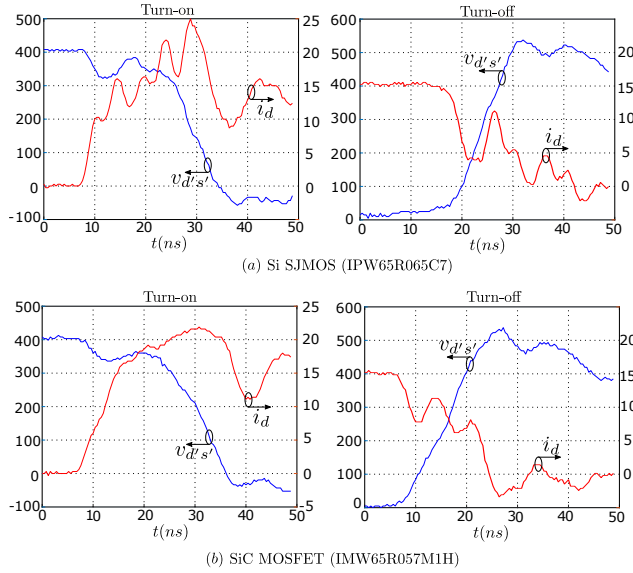 Turn-on Turn-off
500 25 600 25
400 20 500 20
300 15 400 15
200 10 300 10
100 5 200 5
0 0 100 0
-100 0
v_{d's'} i_d v_{d's'} i_d
0 10 20 30 40 50 0 10 20 30 40 50
t(ns) t(ns)
(a) Si SJMOS (IPW65R065C7)
Turn-on Turn-off
500 25 600 25
400 20 500 20
300 15 400 15
200 10 300 10
100 5 200 5
0 0 100 0
-100 -5 0
v_{d's'} i_d v_{d's'} i_d
0 10 20 30 40 50 0 10 20 30 40 50
t(ns) t(ns)
(b) SiC MOSFET (IMW65R057M1H)